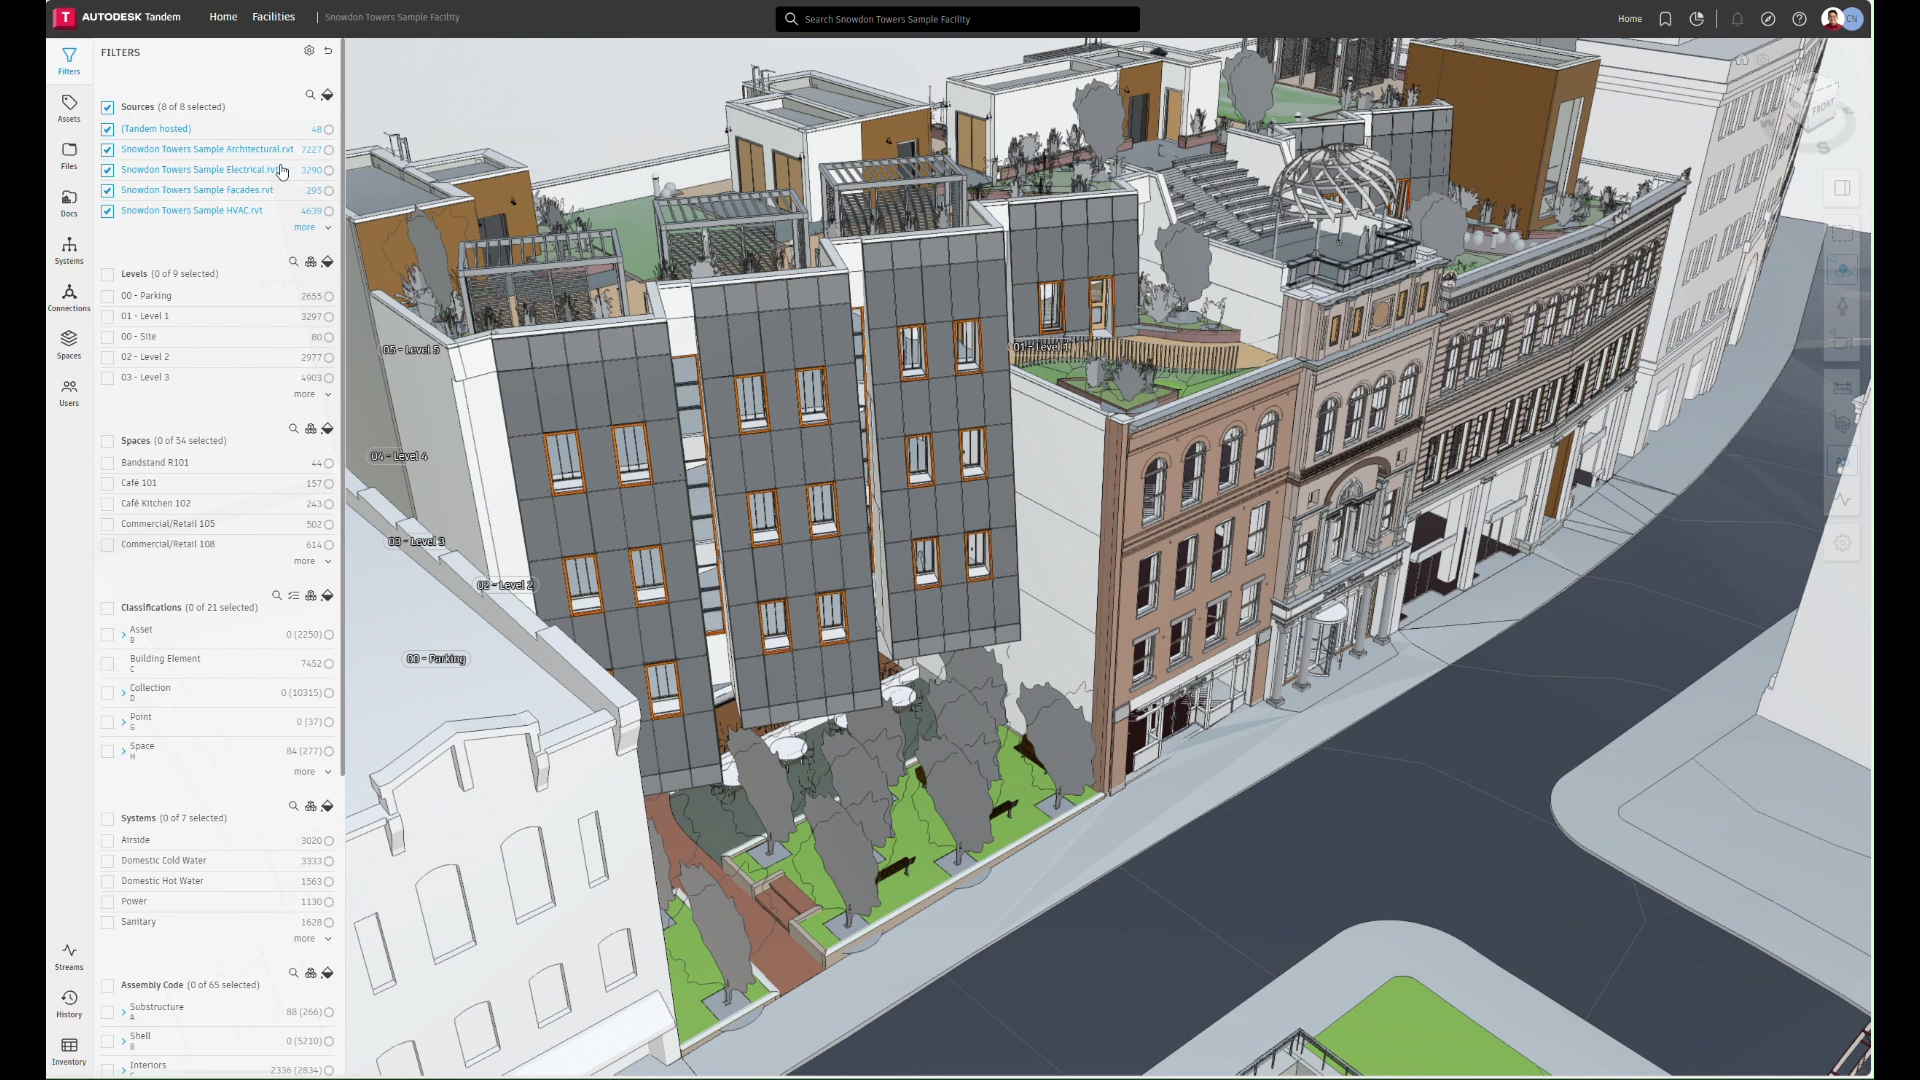 T AUTODESK Tandem Home Facilities Snowdon Towers Sample Facility Search Snowdon Towers Sample Facility Home CN
FILTERS
Filters
Assets
Files
Docs
Systems
Connections
Spaces
Users
Streams
History
Inventory
Sources (8 of 8 selected)
(Tandem hosted) 48
Snowdon Towers Sample Architectural.rvt 7227
Snowdon Towers Sample Electrical.rvt 3290
Snowdon Towers Sample Facades.rvt 295
Snowdon Towers Sample HVAC.rvt 4639
more
Levels (0 of 9 selected)
00 - Parking 2655
01 - Level 1 3297
00 - Site 80
02 - Level 2 2977
03 - Level 3 4903
more
Spaces (0 of 54 selected)
Bandstand R101 44
Café 101 157
Café Kitchen 102 243
Commercial/Retail 105 502
Commercial/Retail 108 614
more
Classifications (0 of 21 selected)
Asset 0 (2250)
B
Building Element 7452
C
Collection 0 (10315)
D
Point 0 (37)
G
Space 84 (277)
H
more
Systems (0 of 7 selected)
Airside 3020
Domestic Cold Water 3333
Domestic Hot Water 1563
Power 1130
Sanitary 1628
more
Assembly Code (0 of 65 selected)
Substructure 88 (266)
A
Shell 0 (5210)
B
Interiors 2336 (2834)
01 - Level 1
05 - Level 5
04 - Level 4
03 - Level 3
02 - Level 2
00 - Parking
FRONT
S